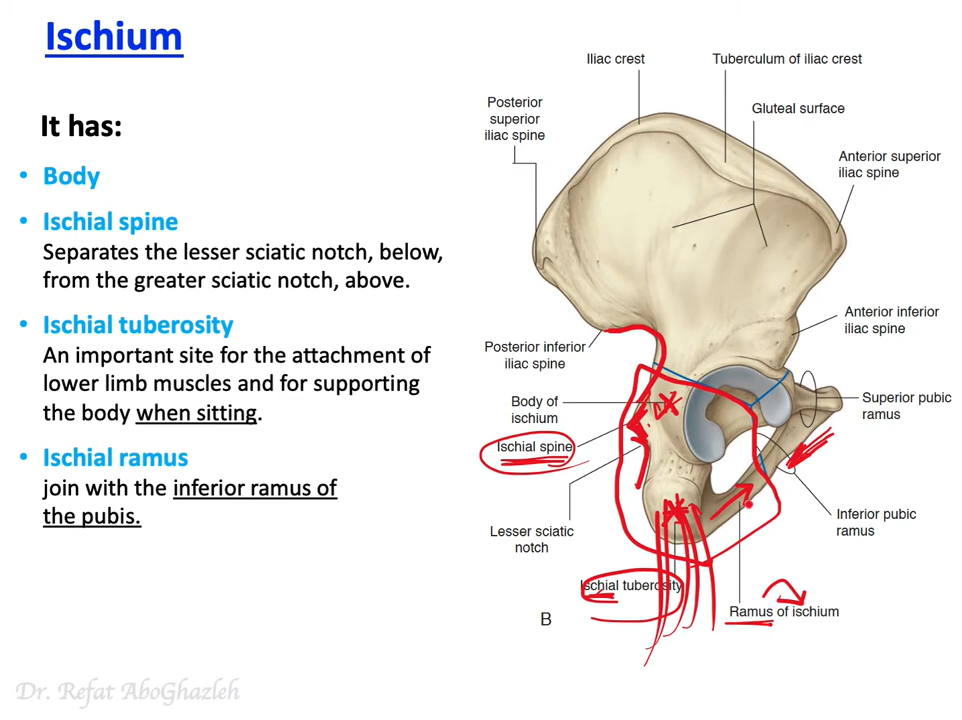 Ischium
It has:
• Body
• Ischial spine
Separates the lesser sciatic notch, below,
from the greater sciatic notch, above.
• Ischial tuberosity
An important site for the attachment of
lower limb muscles and for supporting
the body when sitting.
• Ischial ramus
join with the inferior ramus of
the pubis.
Iliac crest
Tuberculum of iliac crest
Posterior
superior
iliac spine
Gluteal surface
Anterior superior
iliac spine
Anterior inferior
iliac spine
Posterior inferior
iliac spine
Body of
ischium
Superior pubic
ramus
Ischial spine
Lesser sciatic
notch
Inferior pubic
ramus
Ischial tuberosity
Ramus of ischium
B
Dr. Refat AboGhazleh